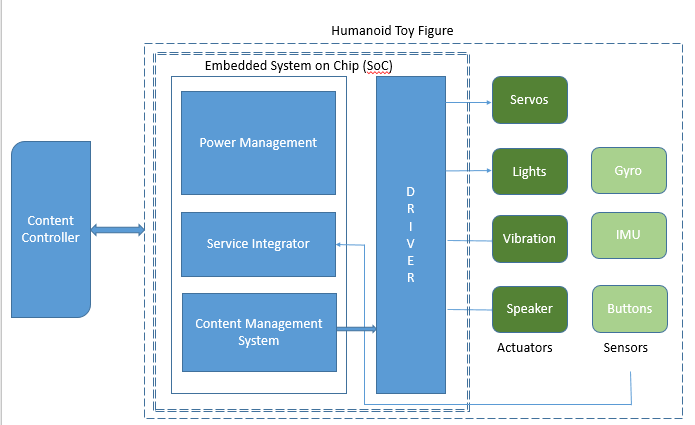 Humanoid Toy Figure
Embedded System on Chip (SoC)
Power Management
Servos
Lights
Gyro
Content
Controller
Service Integrator
D
R
I
V
E
R
Vibration
IMU
Content Management
System
Speaker
Buttons
Actuators
Sensors